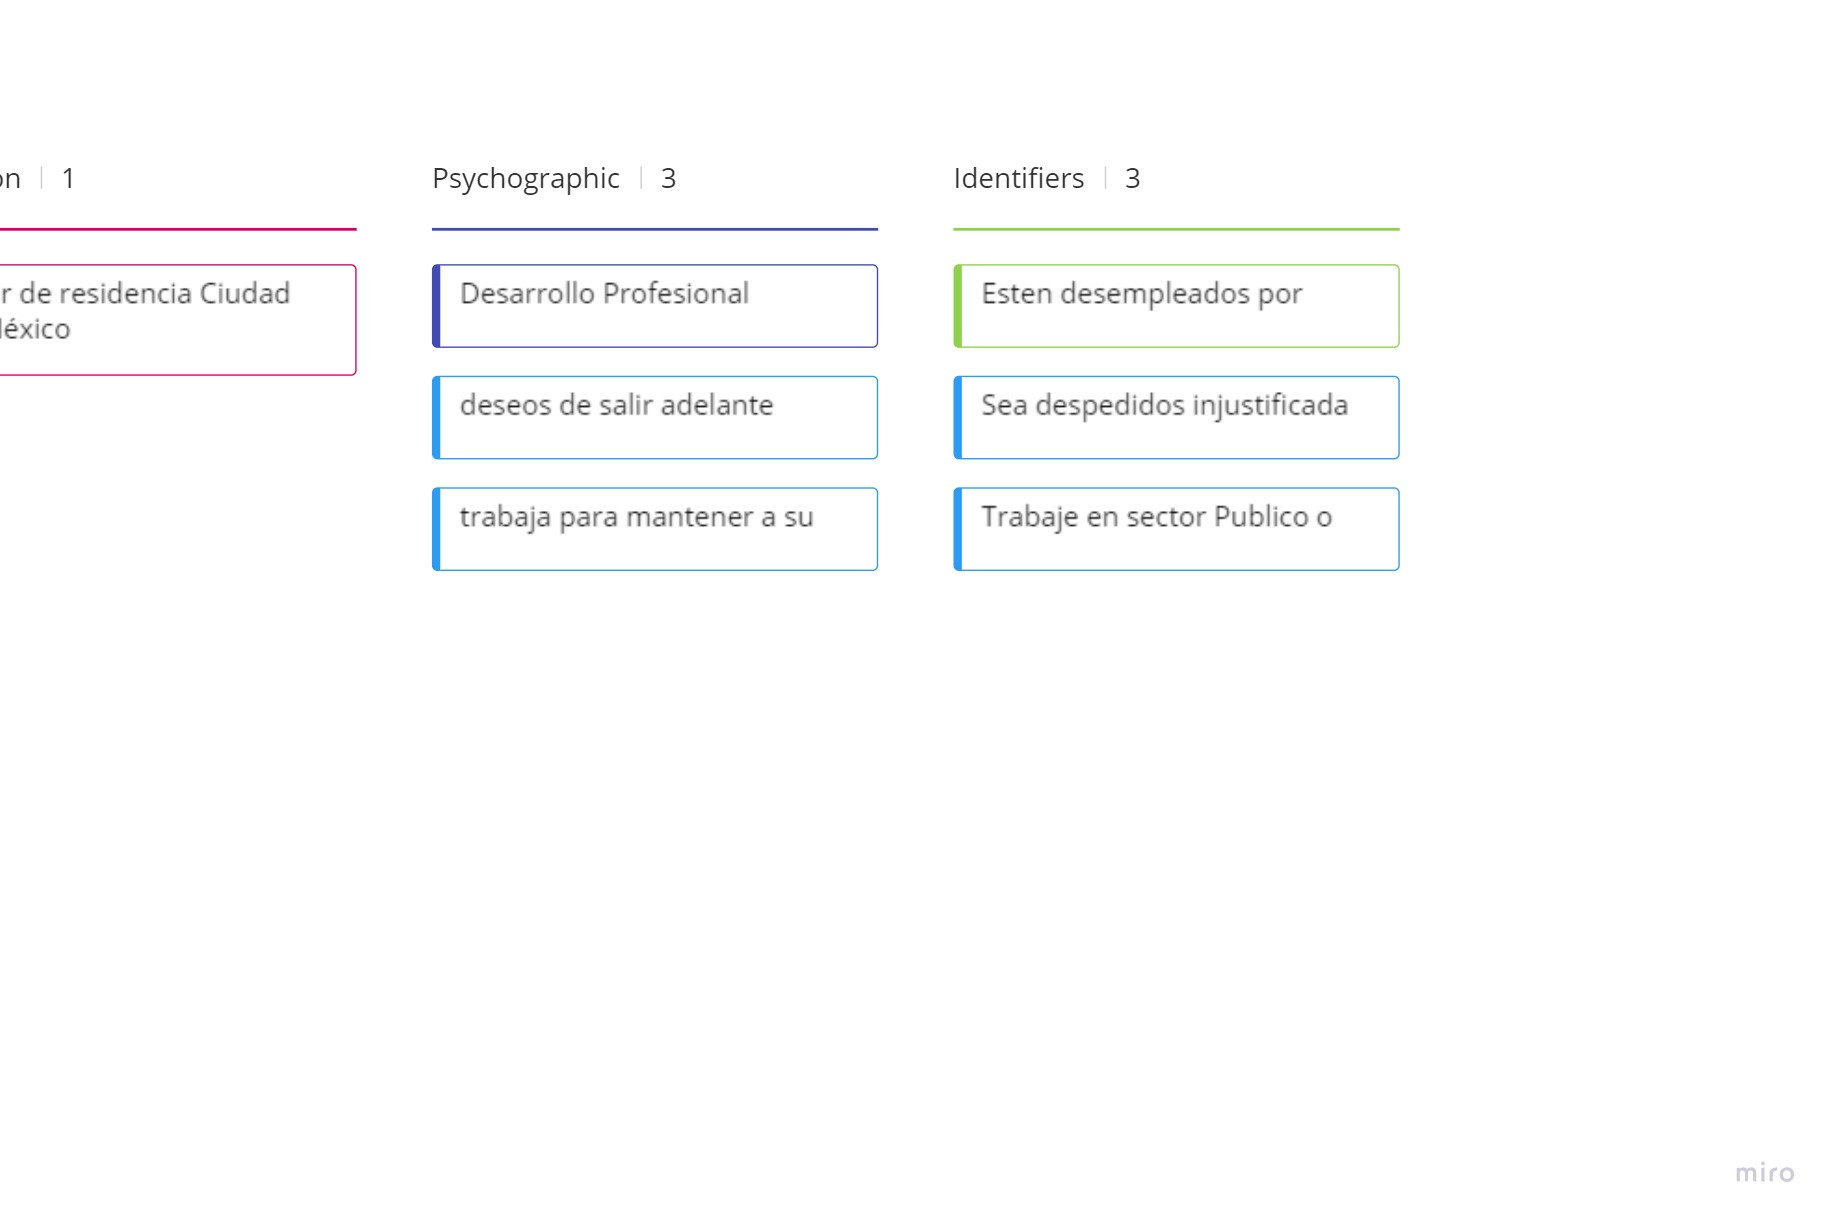 on 1
r de residencia Ciudad
éxico
Psychographic 3
Desarrollo Profesional
deseos de salir adelante
trabaja para mantener a su
Identifiers 3
Esten desempleados por
Sea despedidos injustificada
Trabaje en sector Publico o
miro